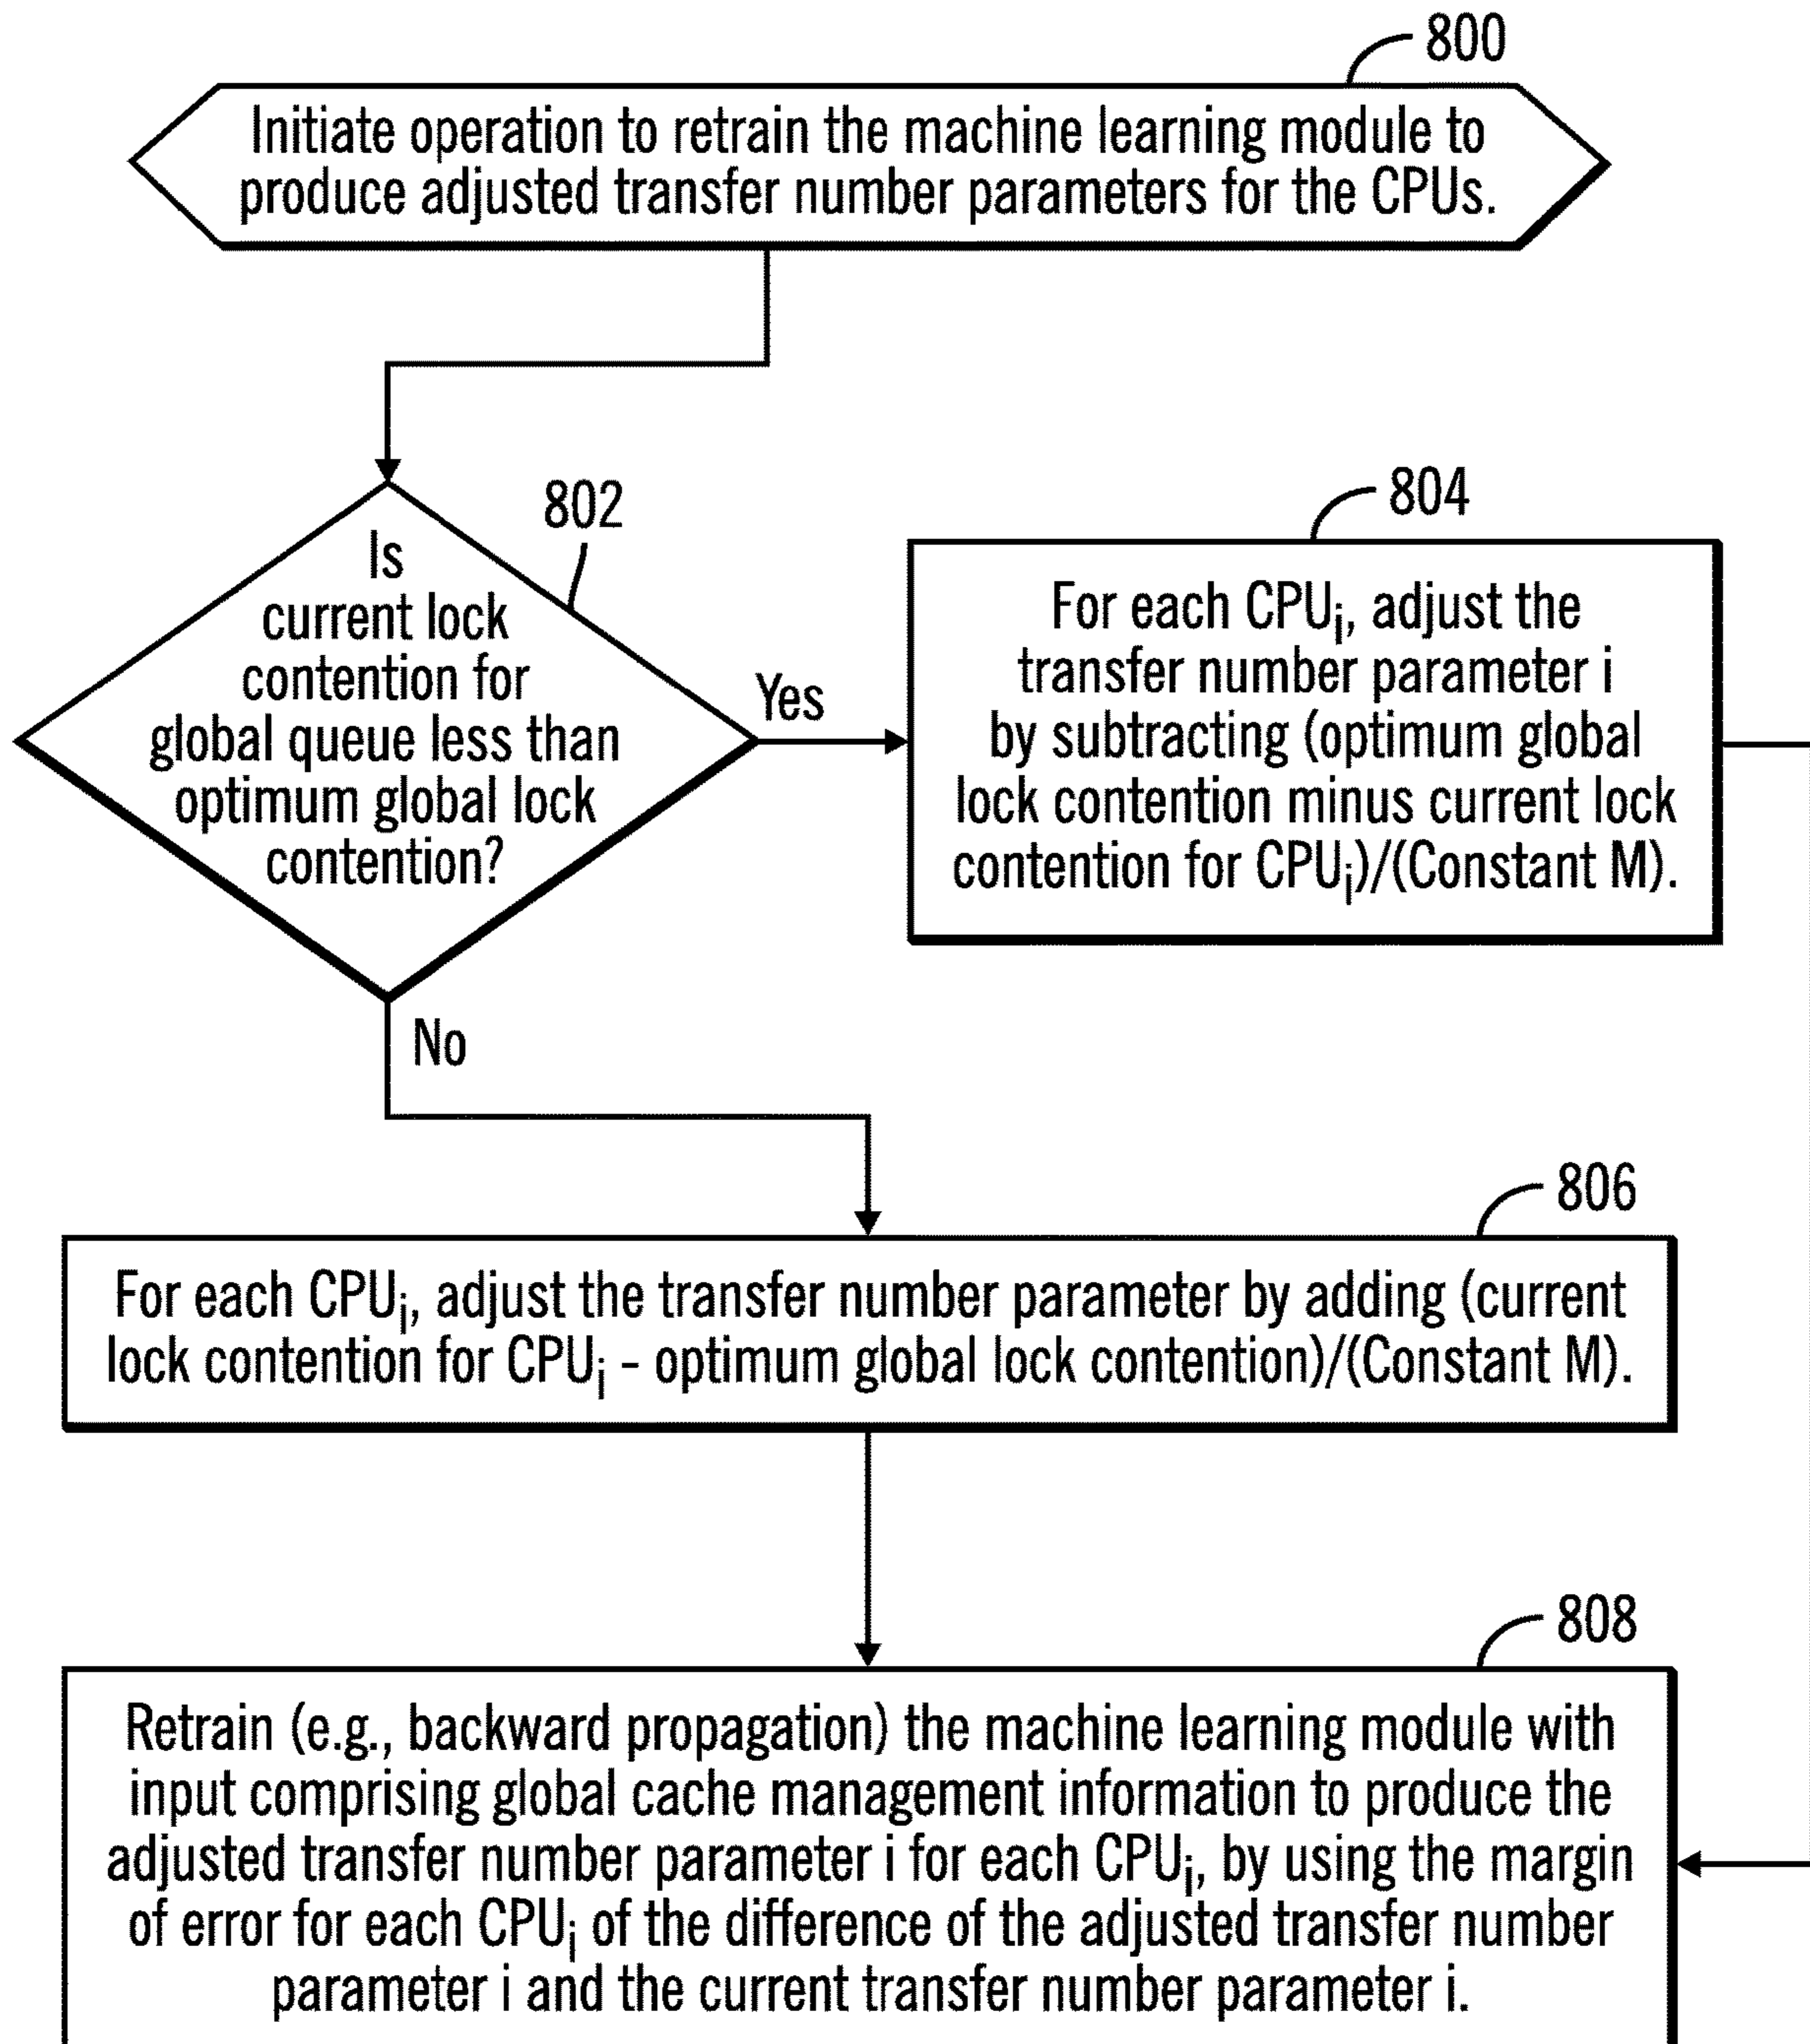 800
Initiate operation to retrain the machine learning module to
produce adjusted transfer number parameters for the CPUs.
802
Is
current lock
contention for
global queue less than
optimum global lock
contention?
Yes
804
For each CPUi, adjust the
transfer number parameter i
by subtracting (optimum global
lock contention minus current lock
contention for CPUi)/(Constant M).
No
806
For each CPUi, adjust the transfer number parameter by adding (current
lock contention for CPUi - optimum global lock contention)/(Constant M).
808
Retrain (e.g., backward propagation) the machine learning module with
input comprising global cache management information to produce the
adjusted transfer number parameter i for each CPUi, by using the margin
of error for each CPUi of the difference of the adjusted transfer number
parameter i and the current transfer number parameter i.